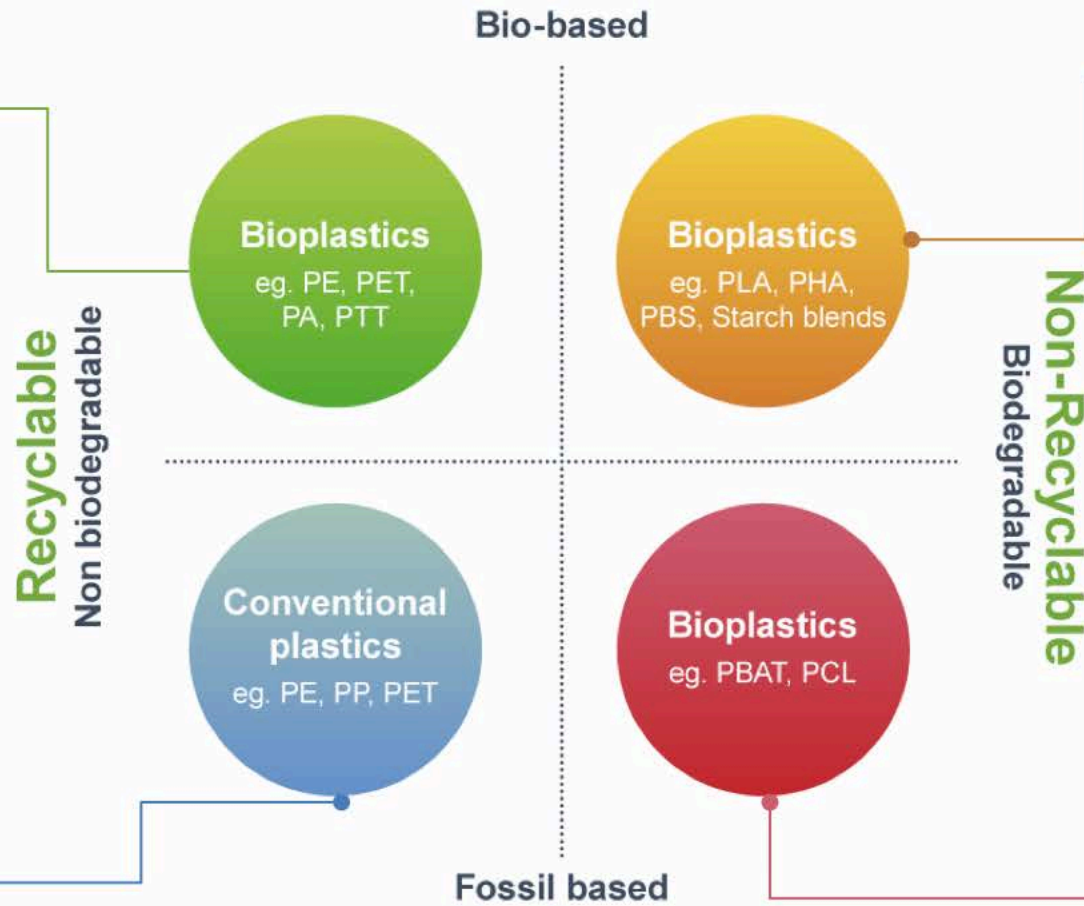 Bio-based
Bioplastics
eg. PE, PET,
PA, PTT
Bioplastics
eg. PLA, PHA,
PBS, Starch blends
Recyclable
Non biodegradable
Non-Recyclable
Biodegradable
Conventional
plastics
eg. PE, PP, PET
Bioplastics
eg. PBAT, PCL
Fossil based